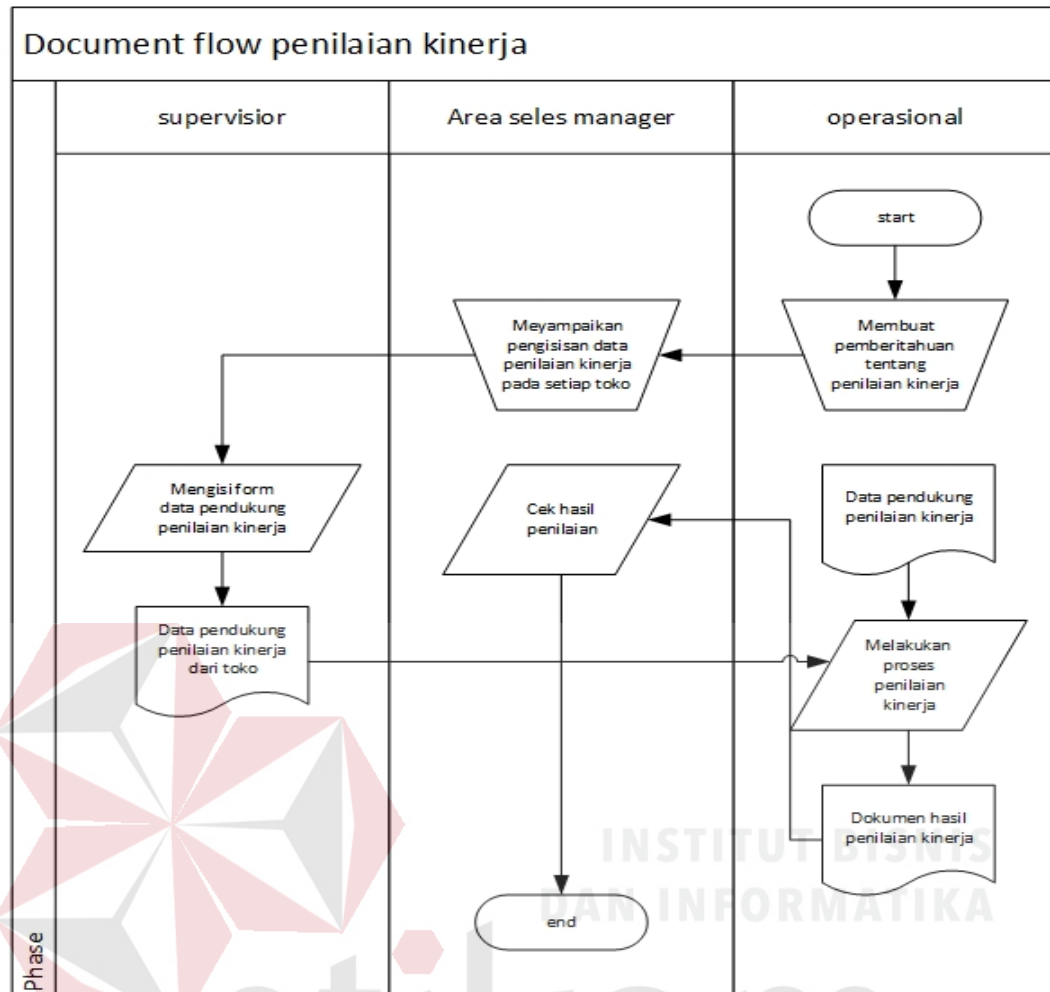 Document flow penilaian kinerja
supervisior
Area seles manager
operasional
start
Membuat
pemberitahuan
tentang
penilaian kinerja
Meyampaikan
pengisisan data
penilaian kinerja
pada setiap toko
Mengisi form
data pendukung
penilaian kinerja
Cek hasil
penilaian
Data pendukung
penilaian kinerja
Data pendukung
penilaian kinerja
dari toko
Melakukan
proses
penilaian
kinerja
Dokumen hasil
penilaian kinerja
INSTITUT BISNIS
DAN INFORMATIKA
end
Phase